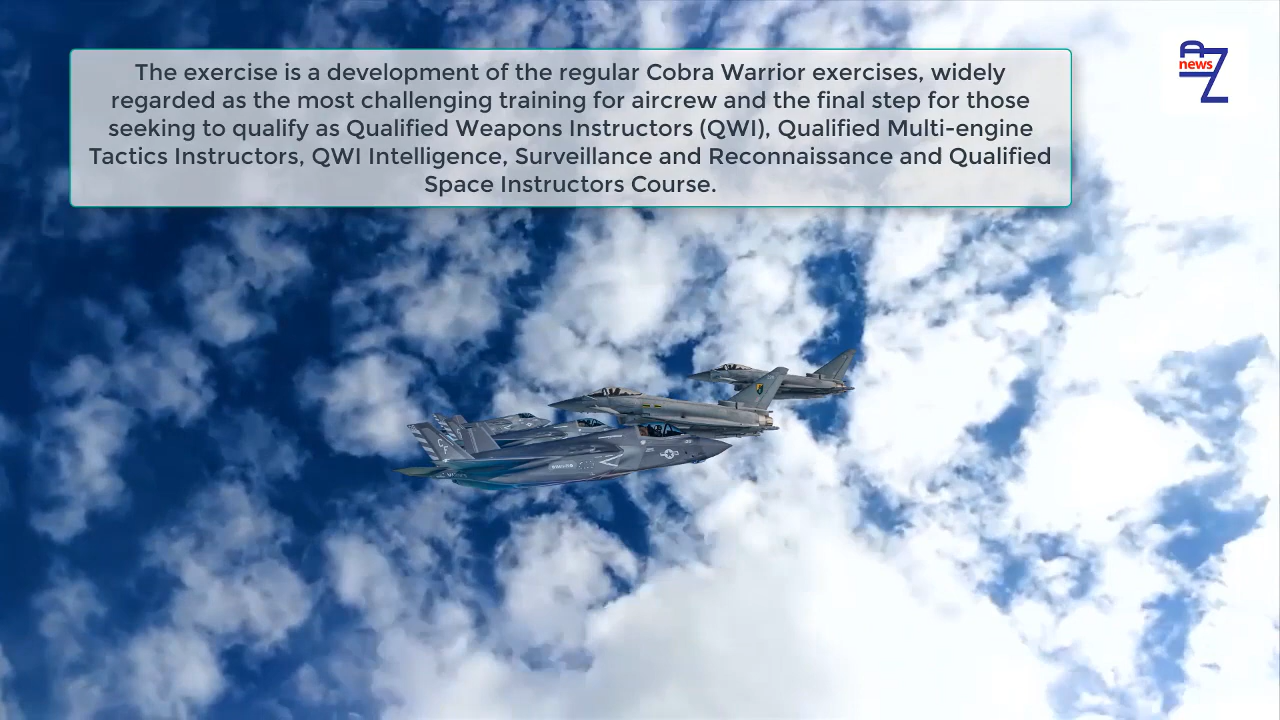 The exercise is a development of the regular Cobra Warrior exercises, widely
regarded as the most challenging training for aircrew and the final step for those
seeking to qualify as Qualified Weapons Instructors (QWI), Qualified Multi-engine
Tactics Instructors, QWI Intelligence, Surveillance and Reconnaissance and Qualified
Space Instructors Course.
A
news
Z
CF